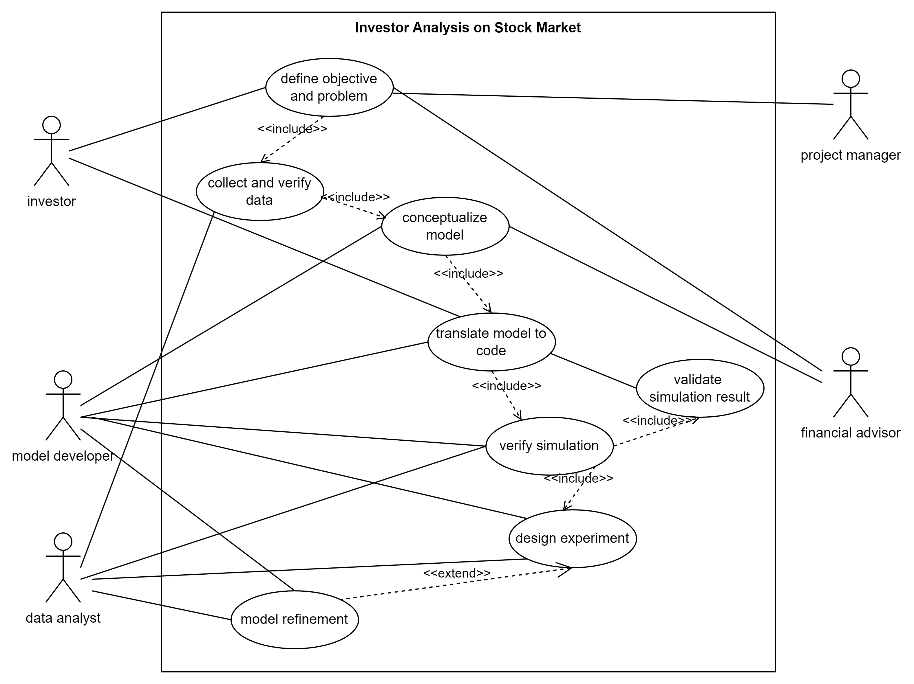 Investor Analysis on Stock Market
define objective
and problem
project manager
<<include>>
investor
collect and verify
data
<<include>>
conceptualize
model
<<include>>
translate model to
code
<<include>>
validate
simulation result
<<include>>
financial advisor
model developer
verify simulation
<<include>>
design experiment
<<extend>>
data analyst
model refinement